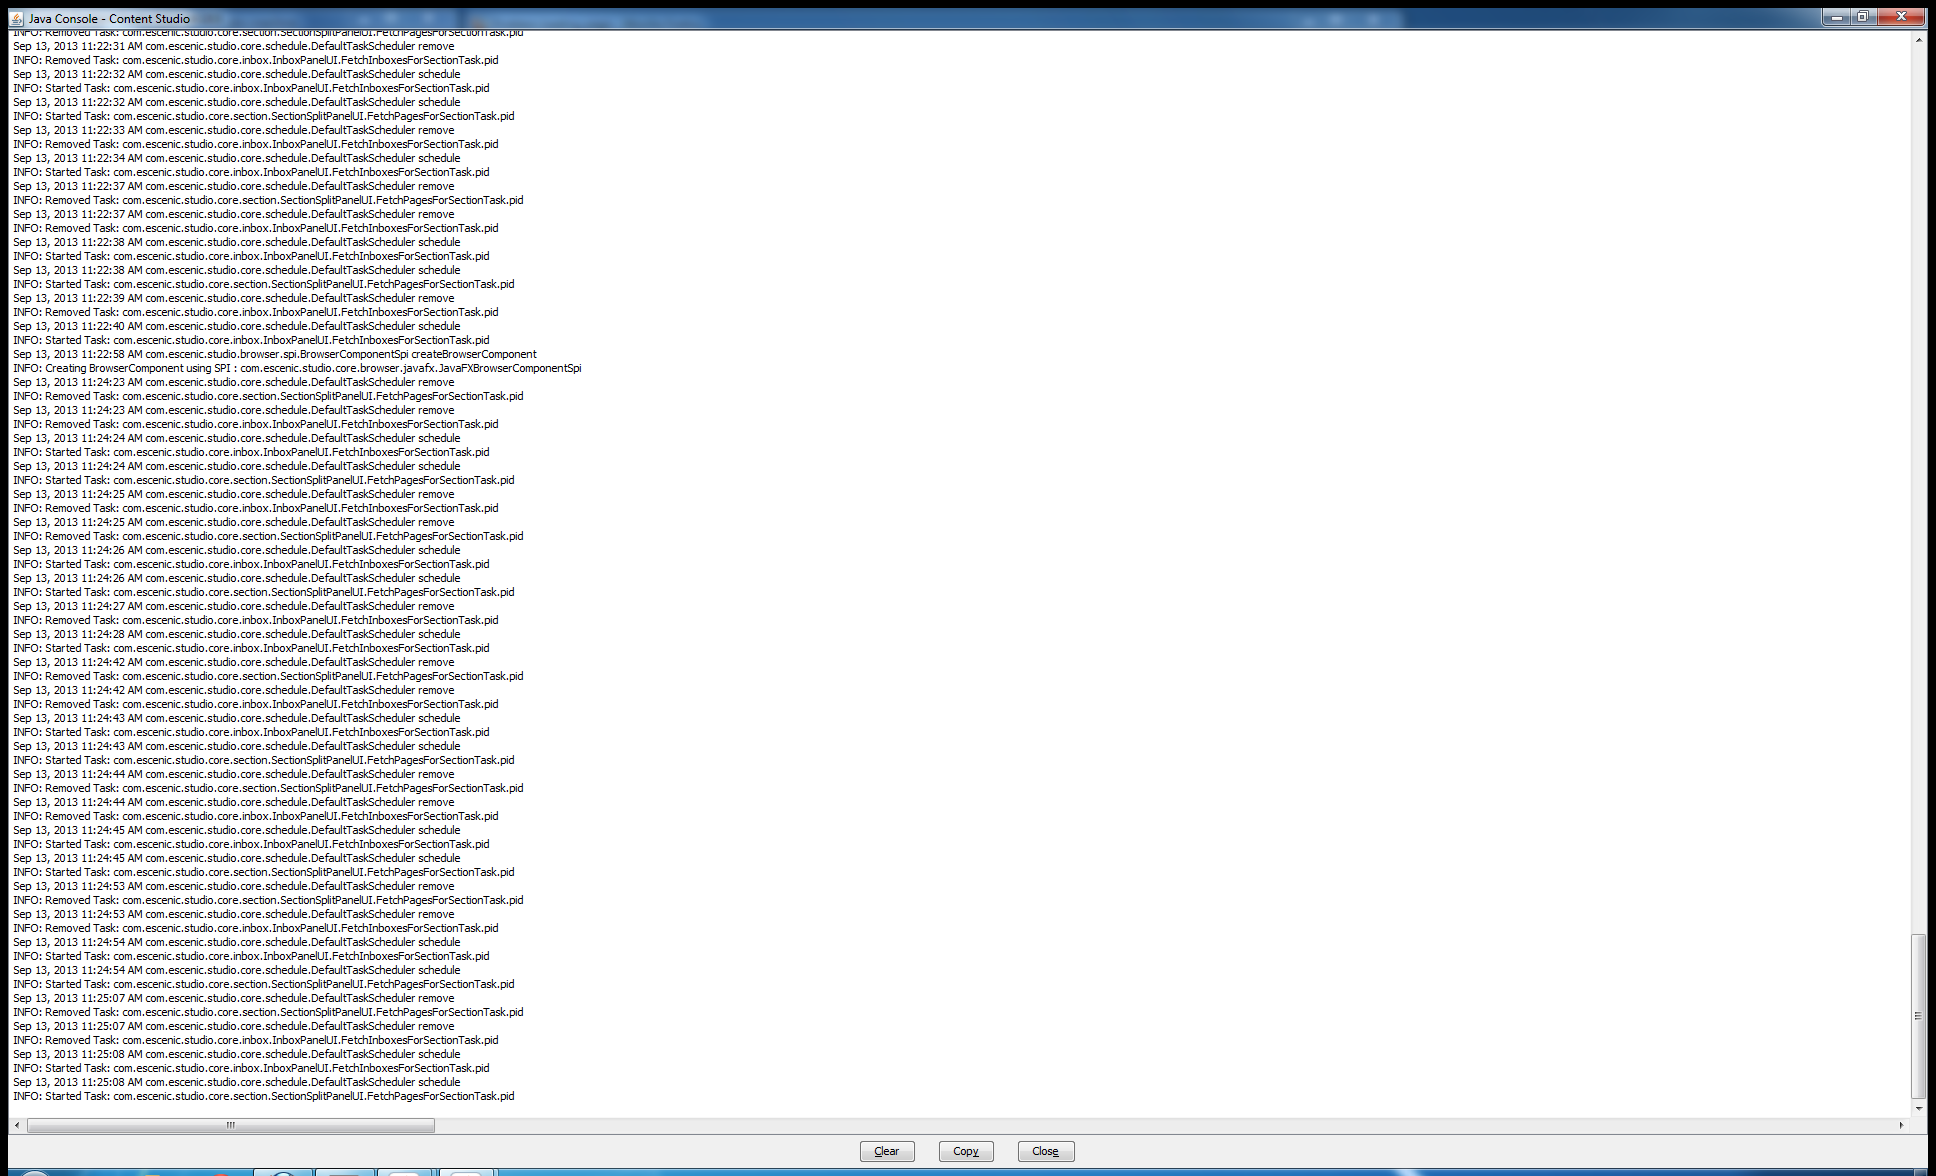 Java Console - Content Studio
INFO: Removed Task: com.escenic.studio.core.section.SectionSplitPanelUI.FetchPagesForSectionTask.pid
Sep 13, 2013 11:22:31 AM com.escenic.studio.core.schedule.DefaultTaskScheduler remove
INFO: Removed Task: com.escenic.studio.core.inbox.InboxPanelUI.FetchInboxesForSectionTask.pid
Sep 13, 2013 11:22:32 AM com.escenic.studio.core.schedule.DefaultTaskScheduler schedule
INFO: Started Task: com.escenic.studio.core.inbox.InboxPanelUI.FetchInboxesForSectionTask.pid
Sep 13, 2013 11:22:32 AM com.escenic.studio.core.schedule.DefaultTaskScheduler schedule
INFO: Started Task: com.escenic.studio.core.section.SectionSplitPanelUI.FetchPagesForSectionTask.pid
Sep 13, 2013 11:22:33 AM com.escenic.studio.core.schedule.DefaultTaskScheduler remove
INFO: Removed Task: com.escenic.studio.core.inbox.InboxPanelUI.FetchInboxesForSectionTask.pid
Sep 13, 2013 11:22:34 AM com.escenic.studio.core.schedule.DefaultTaskScheduler schedule
INFO: Started Task: com.escenic.studio.core.inbox.InboxPanelUI.FetchInboxesForSectionTask.pid
Sep 13, 2013 11:22:37 AM com.escenic.studio.core.schedule.DefaultTaskScheduler remove
INFO: Removed Task: com.escenic.studio.core.section.SectionSplitPanelUI.FetchPagesForSectionTask.pid
Sep 13, 2013 11:22:37 AM com.escenic.studio.core.schedule.DefaultTaskScheduler remove
INFO: Removed Task: com.escenic.studio.core.inbox.InboxPanelUI.FetchInboxesForSectionTask.pid
Sep 13, 2013 11:22:38 AM com.escenic.studio.core.schedule.DefaultTaskScheduler schedule
INFO: Started Task: com.escenic.studio.core.inbox.InboxPanelUI.FetchInboxesForSectionTask.pid
Sep 13, 2013 11:22:38 AM com.escenic.studio.core.schedule.DefaultTaskScheduler schedule
INFO: Started Task: com.escenic.studio.core.section.SectionSplitPanelUI.FetchPagesForSectionTask.pid
Sep 13, 2013 11:22:39 AM com.escenic.studio.core.schedule.DefaultTaskScheduler remove
INFO: Removed Task: com.escenic.studio.core.inbox.InboxPanelUI.FetchInboxesForSectionTask.pid
Sep 13, 2013 11:22:40 AM com.escenic.studio.core.schedule.DefaultTaskScheduler schedule
INFO: Started Task: com.escenic.studio.core.inbox.InboxPanelUI.FetchInboxesForSectionTask.pid
Sep 13, 2013 11:22:58 AM com.escenic.studio.browser.spi.BrowserComponentSpi createBrowserComponent
INFO: Creating BrowserComponent using SPI : com.escenic.studio.core.browser.javafx.JavaFXBrowserComponentSpi
Sep 13, 2013 11:24:23 AM com.escenic.studio.core.schedule.DefaultTaskScheduler remove
INFO: Removed Task: com.escenic.studio.core.section.SectionSplitPanelUI.FetchPagesForSectionTask.pid
Sep 13, 2013 11:24:23 AM com.escenic.studio.core.schedule.DefaultTaskScheduler remove
INFO: Removed Task: com.escenic.studio.core.inbox.InboxPanelUI.FetchInboxesForSectionTask.pid
Sep 13, 2013 11:24:24 AM com.escenic.studio.core.schedule.DefaultTaskScheduler schedule
INFO: Started Task: com.escenic.studio.core.inbox.InboxPanelUI.FetchInboxesForSectionTask.pid
Sep 13, 2013 11:24:24 AM com.escenic.studio.core.schedule.DefaultTaskScheduler schedule
INFO: Started Task: com.escenic.studio.core.section.SectionSplitPanelUI.FetchPagesForSectionTask.pid
Sep 13, 2013 11:24:25 AM com.escenic.studio.core.schedule.DefaultTaskScheduler remove
INFO: Removed Task: com.escenic.studio.core.inbox.InboxPanelUI.FetchInboxesForSectionTask.pid
Sep 13, 2013 11:24:25 AM com.escenic.studio.core.schedule.DefaultTaskScheduler remove
INFO: Removed Task: com.escenic.studio.core.section.SectionSplitPanelUI.FetchPagesForSectionTask.pid
Sep 13, 2013 11:24:26 AM com.escenic.studio.core.schedule.DefaultTaskScheduler schedule
INFO: Started Task: com.escenic.studio.core.inbox.InboxPanelUI.FetchInboxesForSectionTask.pid
Sep 13, 2013 11:24:26 AM com.escenic.studio.core.schedule.DefaultTaskScheduler schedule
INFO: Started Task: com.escenic.studio.core.section.SectionSplitPanelUI.FetchPagesForSectionTask.pid
Sep 13, 2013 11:24:27 AM com.escenic.studio.core.schedule.DefaultTaskScheduler remove
INFO: Removed Task: com.escenic.studio.core.inbox.InboxPanelUI.FetchInboxesForSectionTask.pid
Sep 13, 2013 11:24:28 AM com.escenic.studio.core.schedule.DefaultTaskScheduler schedule
INFO: Started Task: com.escenic.studio.core.inbox.InboxPanelUI.FetchInboxesForSectionTask.pid
Sep 13, 2013 11:24:42 AM com.escenic.studio.core.schedule.DefaultTaskScheduler remove
INFO: Removed Task: com.escenic.studio.core.section.SectionSplitPanelUI.FetchPagesForSectionTask.pid
Sep 13, 2013 11:24:42 AM com.escenic.studio.core.schedule.DefaultTaskScheduler remove
INFO: Removed Task: com.escenic.studio.core.inbox.InboxPanelUI.FetchInboxesForSectionTask.pid
Sep 13, 2013 11:24:43 AM com.escenic.studio.core.schedule.DefaultTaskScheduler schedule
INFO: Started Task: com.escenic.studio.core.inbox.InboxPanelUI.FetchInboxesForSectionTask.pid
Sep 13, 2013 11:24:43 AM com.escenic.studio.core.schedule.DefaultTaskScheduler schedule
INFO: Started Task: com.escenic.studio.core.section.SectionSplitPanelUI.FetchPagesForSectionTask.pid
Sep 13, 2013 11:24:44 AM com.escenic.studio.core.schedule.DefaultTaskScheduler remove
INFO: Removed Task: com.escenic.studio.core.section.SectionSplitPanelUI.FetchPagesForSectionTask.pid
Sep 13, 2013 11:24:44 AM com.escenic.studio.core.schedule.DefaultTaskScheduler remove
INFO: Removed Task: com.escenic.studio.core.inbox.InboxPanelUI.FetchInboxesForSectionTask.pid
Sep 13, 2013 11:24:45 AM com.escenic.studio.core.schedule.DefaultTaskScheduler schedule
INFO: Started Task: com.escenic.studio.core.inbox.InboxPanelUI.FetchInboxesForSectionTask.pid
Sep 13, 2013 11:24:45 AM com.escenic.studio.core.schedule.DefaultTaskScheduler schedule
INFO: Started Task: com.escenic.studio.core.section.SectionSplitPanelUI.FetchPagesForSectionTask.pid
Sep 13, 2013 11:24:53 AM com.escenic.studio.core.schedule.DefaultTaskScheduler remove
INFO: Removed Task: com.escenic.studio.core.section.SectionSplitPanelUI.FetchPagesForSectionTask.pid
Sep 13, 2013 11:24:53 AM com.escenic.studio.core.schedule.DefaultTaskScheduler remove
INFO: Removed Task: com.escenic.studio.core.inbox.InboxPanelUI.FetchInboxesForSectionTask.pid
Sep 13, 2013 11:24:54 AM com.escenic.studio.core.schedule.DefaultTaskScheduler schedule
INFO: Started Task: com.escenic.studio.core.inbox.InboxPanelUI.FetchInboxesForSectionTask.pid
Sep 13, 2013 11:24:54 AM com.escenic.studio.core.schedule.DefaultTaskScheduler schedule
INFO: Started Task: com.escenic.studio.core.section.SectionSplitPanelUI.FetchPagesForSectionTask.pid
Sep 13, 2013 11:25:07 AM com.escenic.studio.core.schedule.DefaultTaskScheduler remove
INFO: Removed Task: com.escenic.studio.core.section.SectionSplitPanelUI.FetchPagesForSectionTask.pid
Sep 13, 2013 11:25:07 AM com.escenic.studio.core.schedule.DefaultTaskScheduler remove
INFO: Removed Task: com.escenic.studio.core.inbox.InboxPanelUI.FetchInboxesForSectionTask.pid
Sep 13, 2013 11:25:08 AM com.escenic.studio.core.schedule.DefaultTaskScheduler schedule
INFO: Started Task: com.escenic.studio.core.inbox.InboxPanelUI.FetchInboxesForSectionTask.pid
Sep 13, 2013 11:25:08 AM com.escenic.studio.core.schedule.DefaultTaskScheduler schedule
INFO: Started Task: com.escenic.studio.core.section.SectionSplitPanelUI.FetchPagesForSectionTask.pid
Clear Copy Close